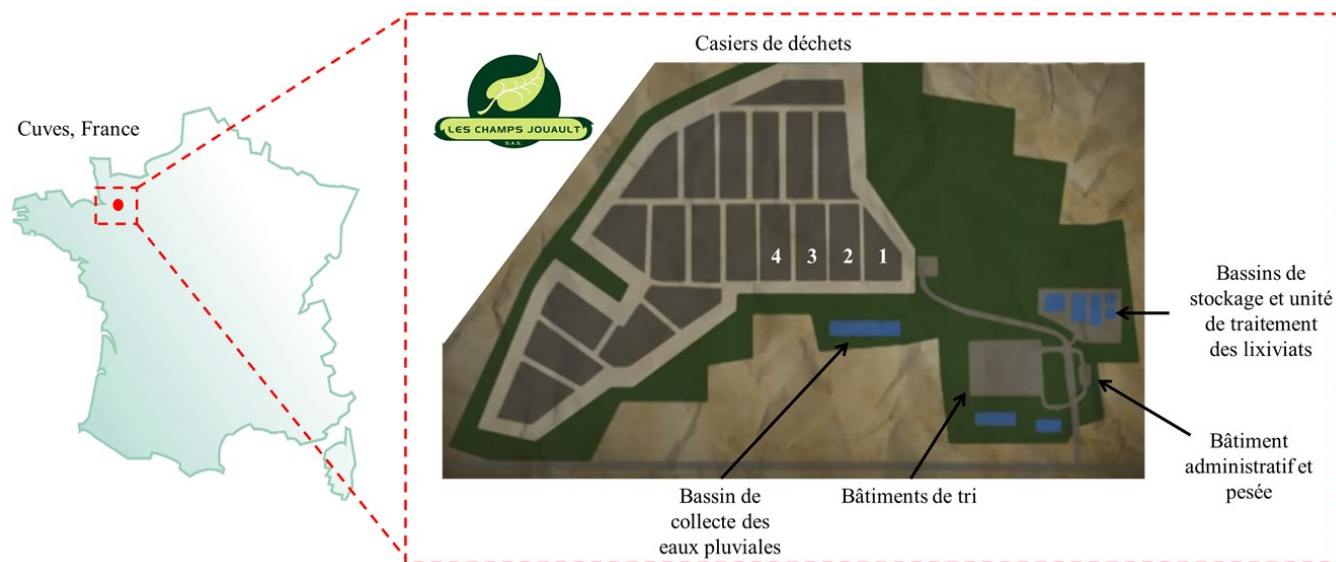 Casiers de déchets
LES CHAMPS JOUAULT
S.A.S.
Cuves, France
4 3 2 1
Bassins de
stockage et unité
de traitement
des lixiviats
Bâtiment
administratif et
pesée
Bassin de
collecte des
eaux pluviales
Bâtiments de tri